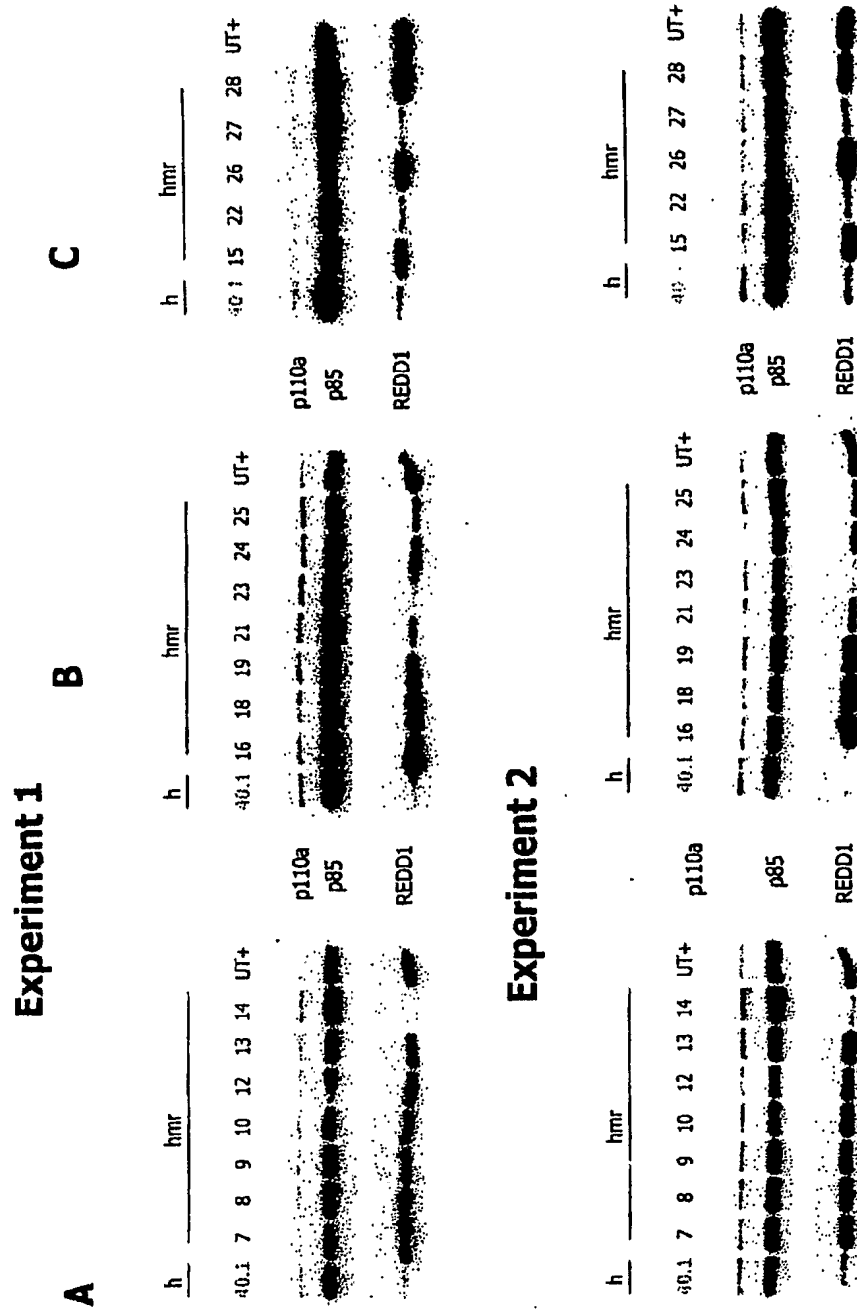 Experiment 1
A
h hmr
40.1 7 8 9 10 12 13 14 UT+
p110a
p85
REDD1
B
h hmr
40.1 16 18 19 21 23 24 25 UT+
p110a
p85
REDD1
C
h hmr
40.1 15 22 26 27 28 UT+
Experiment 2
h hmr
40.1 7 8 9 10 12 13 14 UT+
p110a
p85
REDD1
h hmr
40.1 16 18 19 21 23 24 25 UT+
p110a
p85
REDD1
h hmr
15 22 26 27 28 UT+